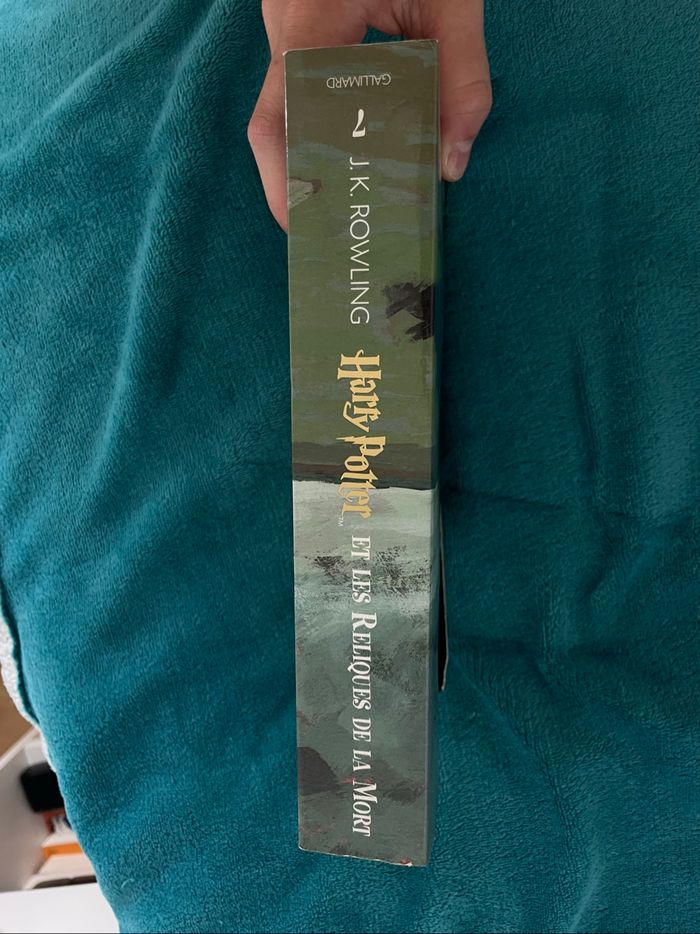 GALLIMARD
7
J. K. ROWLING
Harry Potter™ ET LES RELIQUES DE LA MORT